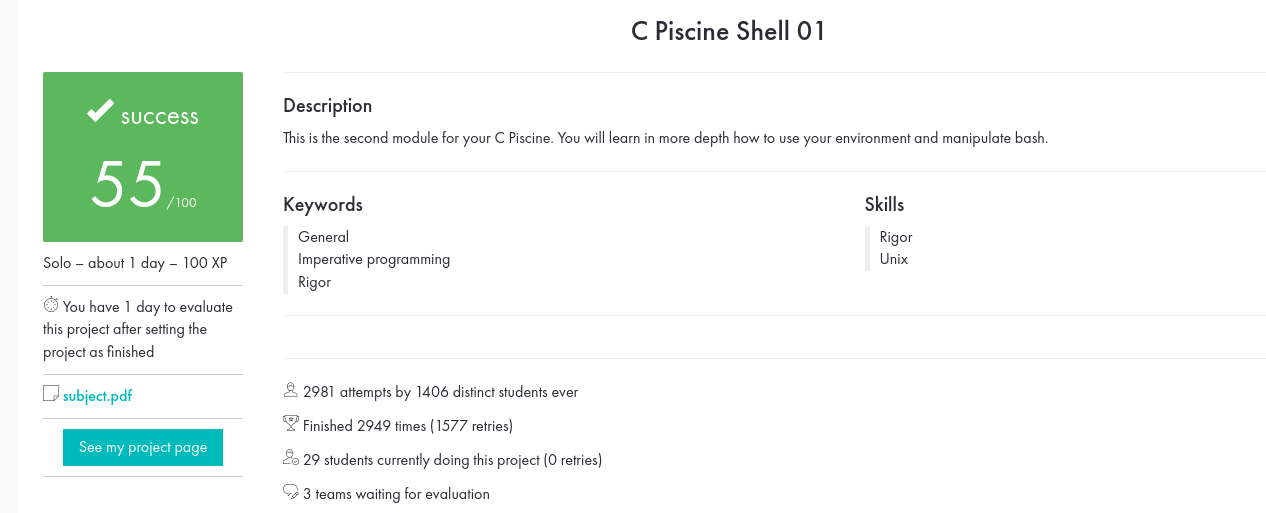 C Piscine Shell 01
success
55/100
Solo – about 1 day – 100 XP
You have 1 day to evaluate
this project after setting the
project as finished
subject.pdf
See my project page
Description
This is the second module for your C Piscine. You will learn in more depth how to use your environment and manipulate bash.
Keywords
General
Imperative programming
Rigor
Skills
Rigor
Unix
2981 attempts by 1406 distinct students ever
Finished 2949 times (1577 retries)
29 students currently doing this project (0 retries)
3 teams waiting for evaluation